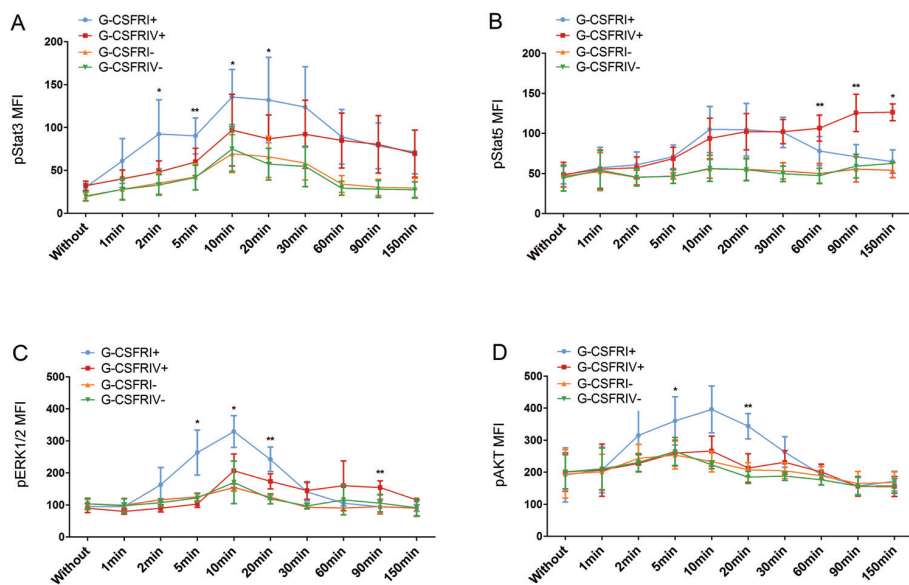 A
G-CSFRI+
G-CSFRIV+
G-CSFRI-
G-CSFRIV-
pStat3 MFI
200
150
100
50
0
* ** * *
Without 1min 2min 5min 10min 20min 30min 60min 90min 150min
B
G-CSFRI+
G-CSFRIV+
G-CSFRI-
G-CSFRIV-
pStat5 MFI
200
150
100
50
0
** ** *
Without 1min 2min 5min 10min 20min 30min 60min 90min 150min
C
G-CSFRI+
G-CSFRIV+
G-CSFRI-
G-CSFRIV-
pERK1/2 MFI
500
400
300
200
100
0
* * ** **
Without 1min 2min 5min 10min 20min 30min 60min 90min 150min
D
G-CSFRI+
G-CSFRIV+
G-CSFRI-
G-CSFRIV-
pAKT MFI
500
400
300
200
100
0
* **
Without 1min 2min 5min 10min 20min 30min 60min 90min 150min